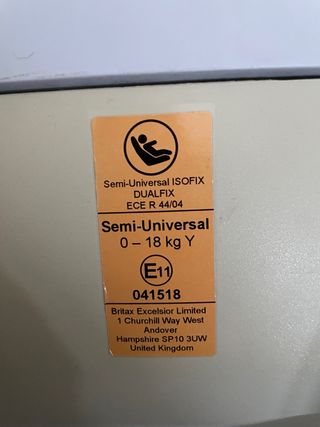 Semi-Universal ISOFIX
DUALFIX
ECE R 44/04
Semi-Universal
0 – 18 kg Y
E11
041518
Britax Excelsior Limited
1 Churchill Way West
Andover
Hampshire SP10 3UW
United Kingdom